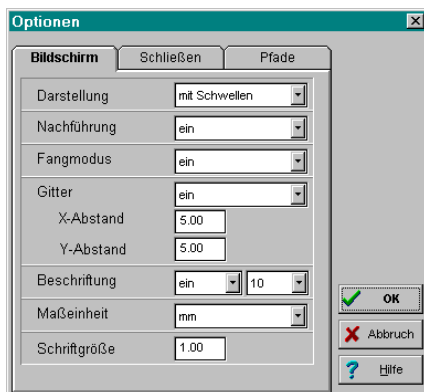 Optionen
Bildschirm Schließen Pfade
Darstellung mit Schwellen
Nachführung ein
Fangmodus ein
Gitter ein
X-Abstand 5.00
Y-Abstand 5.00
Beschriftung ein 10
Maßeinheit mm
Schriftgröße 1.00
OK
Abbruch
? Hilfe